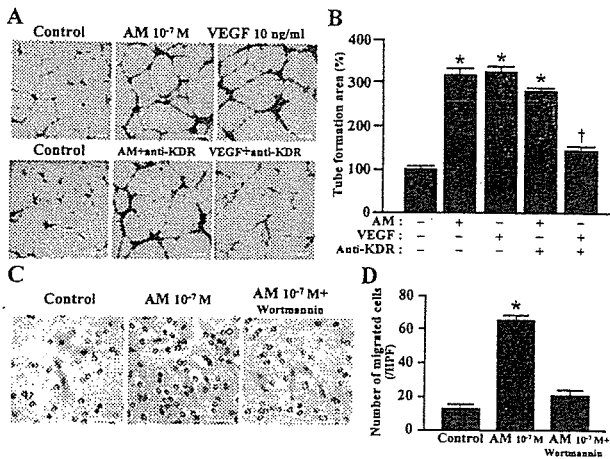 A
Control
AM 10⁻⁷ M
VEGF 10 ng/ml
Control
AM+anti-KDR
VEGF+anti-KDR
B
Tube formation area (%)
400
300
200
100
0
*
*
*
†
AM : - + - + -
VEGF : - - + - +
Anti-KDR : - - - + +
C
Control
AM 10⁻⁷ M
AM 10⁻⁷ M+
Wortmannin
D
Number of migrated cells
(/HPF)
80
60
40
20
0
*
Control
AM 10⁻⁷ M
AM 10⁻⁷ M+
Wortmannin